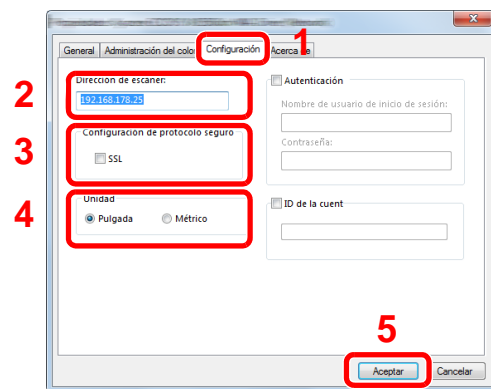 1
General Administración del colo Configuración Acerca de
2
Dirección de escáner:
192.168.178.25
Autenticación
Nombre de usuario de inicio de sesión:
Contraseña:
3
Configuración de protocolo seguro
SSL
4
Unidad
Pulgada Métrico
ID de la cuent
5
Aceptar Cancelar